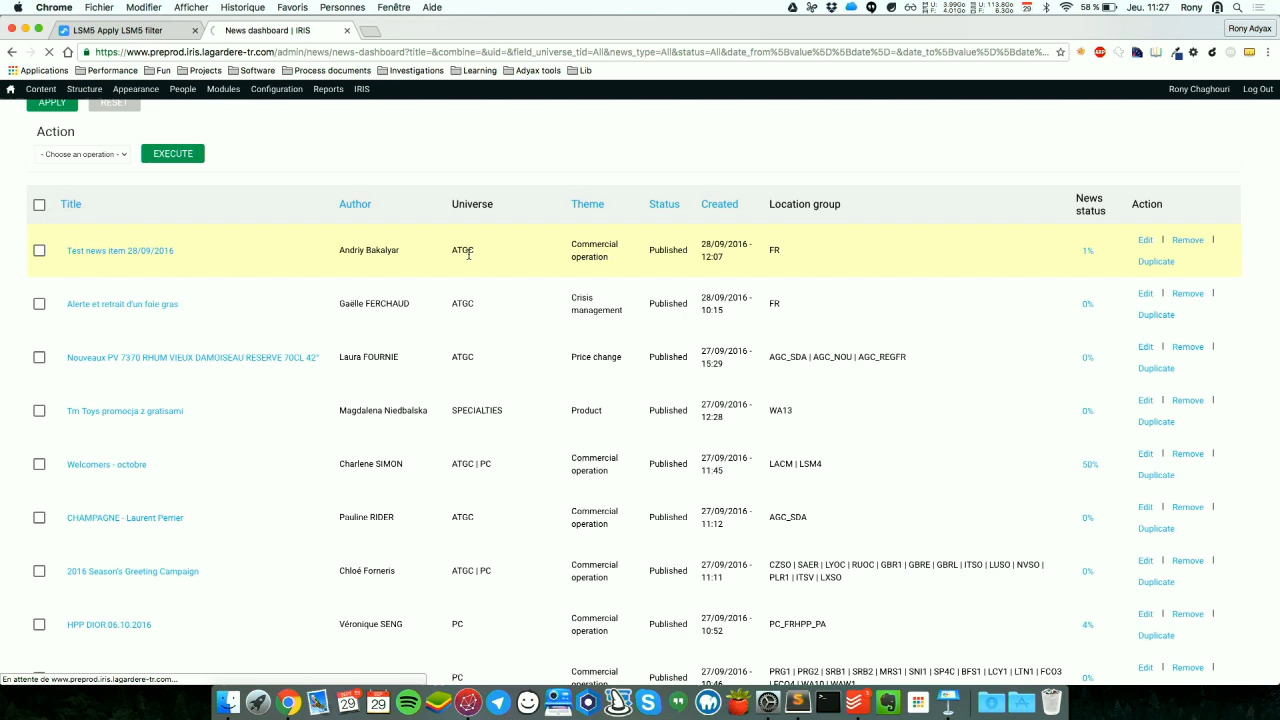 Chrome Fichier Modifier Afficher Historique Favoris Personnes Fenêtre Aide
58 % Jeu. 11:27 Rony
LSM5 Apply LSM5 filter
News dashboard | IRIS
Rony Adyax
https://www.preprod.iris.lagardere-tr.com/admin/news/news-dashboard?title=&combine=&uid=&field_universe_tid=All&news_type=All&status=All&date_from%5Bvalue%5D%5Bdate%5D=&date_to%5Bvalue%5D%5Bdate%...
Applications Performance Fun Projects Software Process documents Investigations Learning Adyax tools Lib
Content Structure Appearance People Modules Configuration Reports IRIS Rony Chaghouri Log Out
APPLY RESET
Action
- Choose an operation - EXECUTE
Title Author Universe Theme Status Created Location group News status Action
Test news item 28/09/2016 Andriy Bakalyar ATGC Commercial operation Published 28/09/2016 - 12:07 FR 1% Edit | Remove | Duplicate
Alerte et retrait d'un foie gras Gaëlle FERCHAUD ATGC Crisis management Published 28/09/2016 - 10:15 FR 0% Edit | Remove | Duplicate
Nouveaux PV 7370 RHUM VIEUX DAMOISEAU RESERVE 70CL 42° Laura FOURNIE ATGC Price change Published 27/09/2016 - 15:29 AGC_SDA | AGC_NOU | AGC_REGFR 0% Edit | Remove | Duplicate
Tm Toys promocja z gratisami Magdalena Niedbalska SPECIALTIES Product Published 27/09/2016 - 12:28 WA13 0% Edit | Remove | Duplicate
Welcomers - octobre Charlene SIMON ATGC | PC Commercial operation Published 27/09/2016 - 11:45 LACM | LSM4 50% Edit | Remove | Duplicate
CHAMPAGNE - Laurent Perrier Pauline RIDER ATGC Commercial operation Published 27/09/2016 - 11:12 AGC_SDA 0% Edit | Remove | Duplicate
2016 Season's Greeting Campaign Chloé Forneris ATGC | PC Commercial operation Published 27/09/2016 - 11:11 CZSO | SAER | LYOC | RUOC | GBR1 | GBRE | GBRL | ITSO | LUSO | NVSO | PLR1 | ITSV | LXSO 0% Edit | Remove | Duplicate
HPP DIOR 06.10.2016 Véronique SENG PC Commercial operation Published 27/09/2016 - 10:52 PC_FRHPP_PA 4% Edit | Remove | Duplicate
PC Commercial Published 27/09/2016 - 10:46 PRG1 | PRG2 | SRB1 | SRB2 | MRS1 | SNI1 | SP4C | BFS1 | LCY1 | LTN1 | FCO3 0% Edit | Remove |
En attente de www.preprod.iris.lagardere-tr.com...